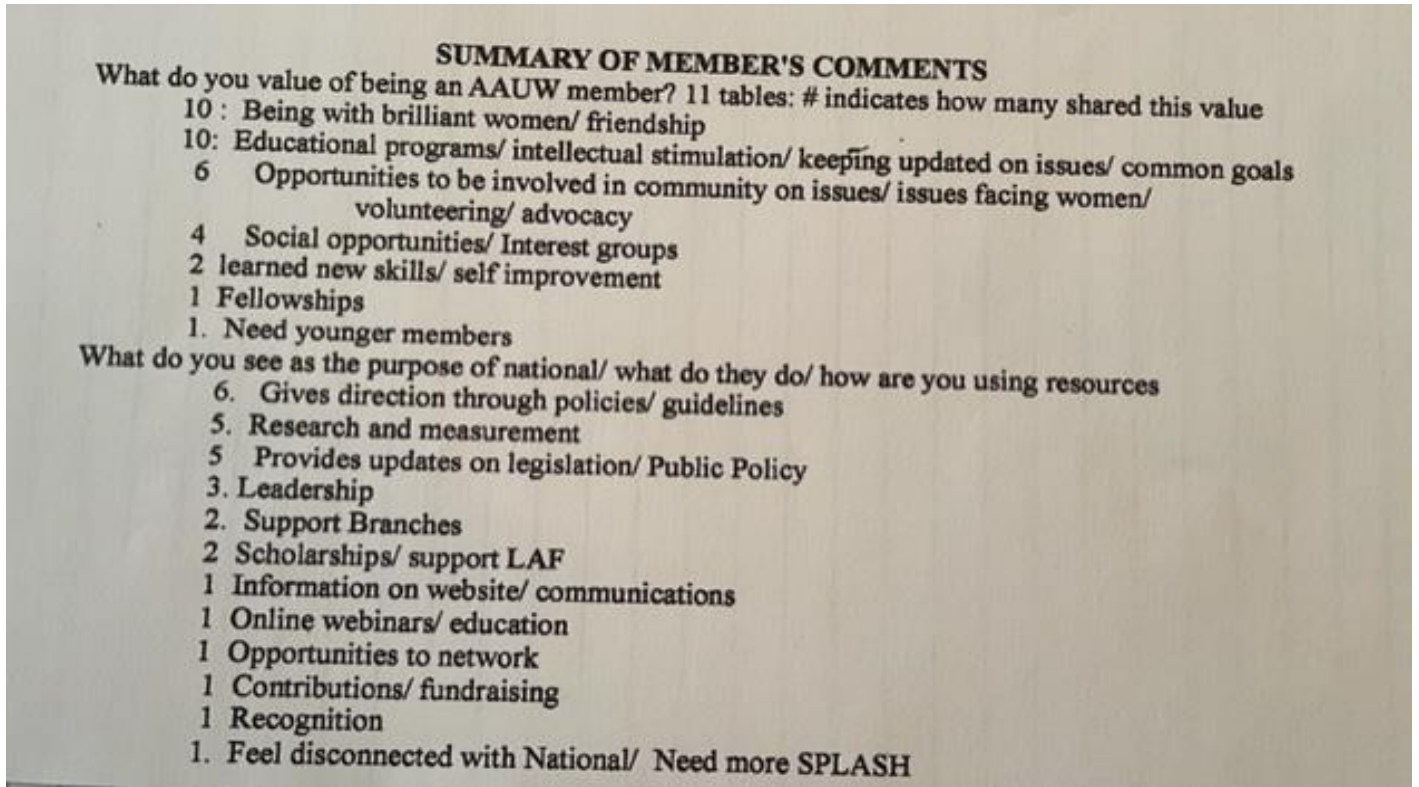 SUMMARY OF MEMBER'S COMMENTS
What do you value of being an AAUW member? 11 tables: # indicates how many shared this value
10 : Being with brilliant women/ friendship
10: Educational programs/ intellectual stimulation/ keeping updated on issues/ common goals
6 Opportunities to be involved in community on issues/ issues facing women/
volunteering/ advocacy
4 Social opportunities/ Interest groups
2 learned new skills/ self improvement
1 Fellowships
1. Need younger members
What do you see as the purpose of national/ what do they do/ how are you using resources
6. Gives direction through policies/ guidelines
5. Research and measurement
5 Provides updates on legislation/ Public Policy
3. Leadership
2. Support Branches
2 Scholarships/ support LAF
1 Information on website/ communications
1 Online webinars/ education
1 Opportunities to network
1 Contributions/ fundraising
1 Recognition
1. Feel disconnected with National/ Need more SPLASH